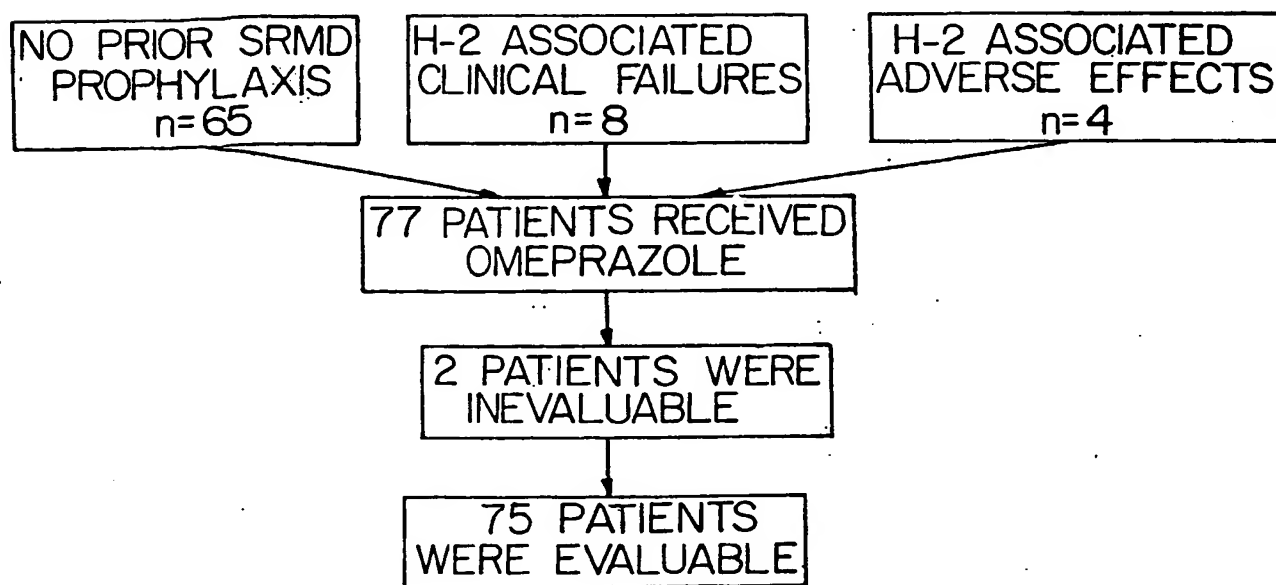 NO PRIOR SRMD
PROPHYLAXIS
n=65
H-2 ASSOCIATED
CLINICAL FAILURES
n=8
H-2 ASSOCIATED
ADVERSE EFFECTS
n=4
77 PATIENTS RECEIVED
OMEPRAZOLE
2 PATIENTS WERE
INEVALUABLE
75 PATIENTS
WERE EVALUABLE